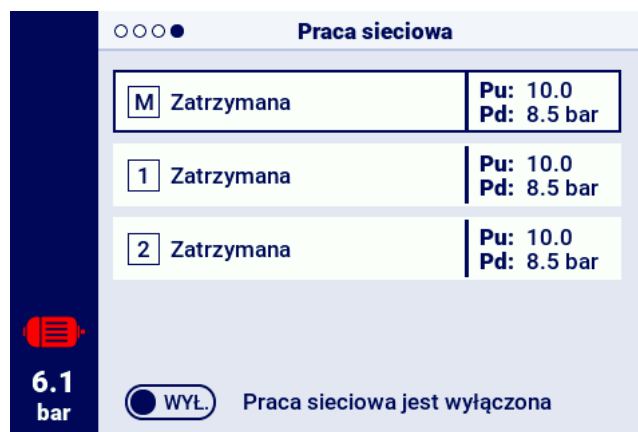 Praca sieciowa
M Zatrzymana
Pu: 10.0
Pd: 8.5 bar
1 Zatrzymana
Pu: 10.0
Pd: 8.5 bar
2 Zatrzymana
Pu: 10.0
Pd: 8.5 bar
6.1
bar
WYŁ. Praca sieciowa jest wyłączona